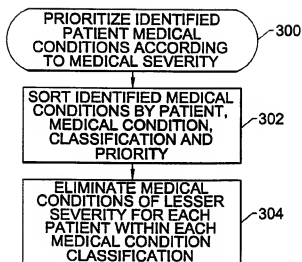 PRIORITIZE IDENTIFIED
PATIENT MEDICAL
CONDITIONS ACCORDING
TO MEDICAL SEVERITY
300
SORT IDENTIFIED MEDICAL
CONDITIONS BY PATIENT,
MEDICAL CONDITION,
CLASSIFICATION AND
PRIORITY
302
ELIMINATE MEDICAL
CONDITIONS OF LESSER
SEVERITY FOR EACH
PATIENT WITHIN EACH
MEDICAL CONDITION
CLASSIFICATION
304